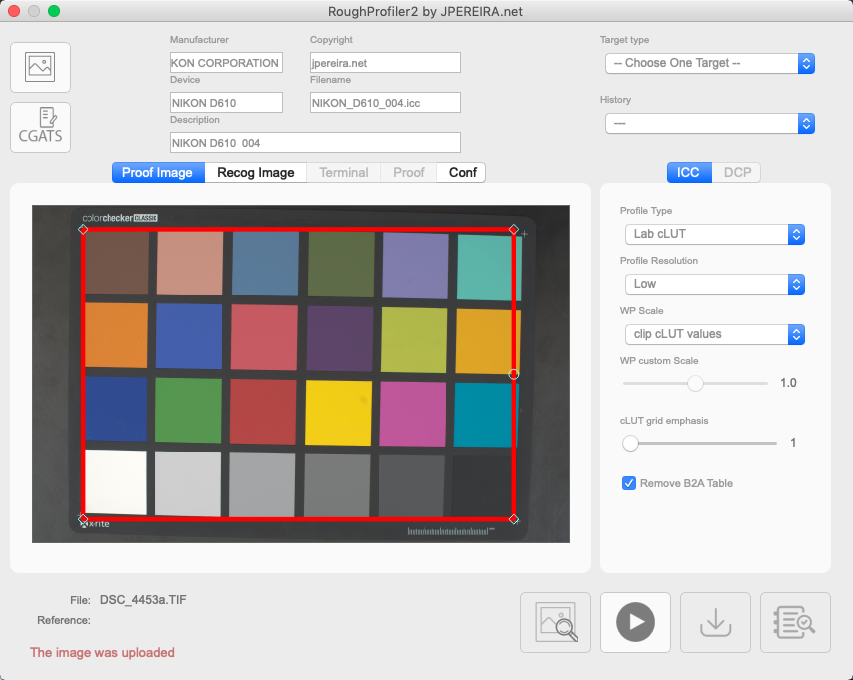 RoughProfiler2 by JPEREIRA.net
Manufacturer
Copyright
Target type
KON CORPORATION
jpereira.net
-- Choose One Target --
Device
Filename
History
NIKON D610
NIKON_D610_004.icc
---
CGATS
Description
NIKON D610 004
Proof Image
Recog Image
Terminal
Proof
Conf
ICC
DCP
colorchecker CLASSIC
x-rite
Profile Type
Lab cLUT
Profile Resolution
Low
WP Scale
clip cLUT values
WP custom Scale
1.0
cLUT grid emphasis
1
Remove B2A Table
File: DSC_4453a.TIF
Reference:
The image was uploaded